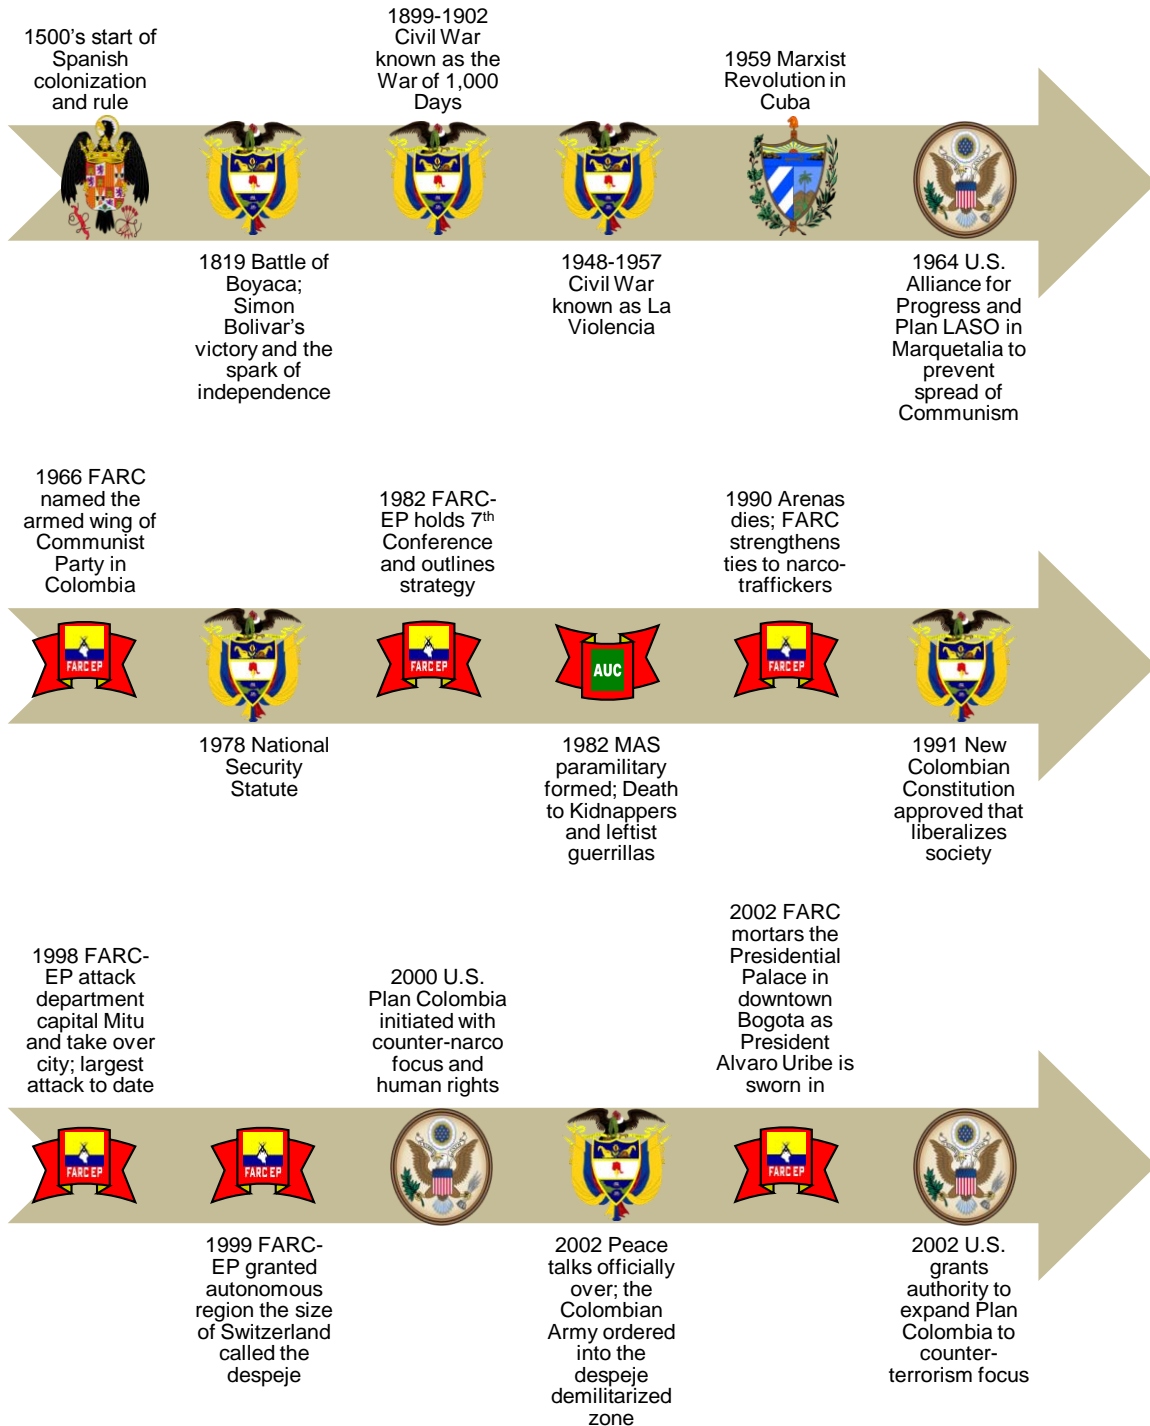 1500's start of
Spanish
colonization
and rule
1819 Battle of
Boyaca;
Simon
Bolivar's
victory and the
spark of
independence
1899-1902
Civil War
known as the
War of 1,000
Days
1948-1957
Civil War
known as La
Violencia
1959 Marxist
Revolution in
Cuba
1964 U.S.
Alliance for
Progress and
Plan LASO in
Marquetalia to
prevent
spread of
Communism
1966 FARC
named the
armed wing of
Communist
Party in
Colombia
FARC EP
1978 National
Security
Statute
1982 FARC-
EP holds 7th
Conference
and outlines
strategy
FARC EP
AUC
1982 MAS
paramilitary
formed; Death
to Kidnappers
and leftist
guerrillas
1990 Arenas
dies; FARC
strengthens
ties to narco-
traffickers
FARC EP
1991 New
Colombian
Constitution
approved that
liberalizes
society
1998 FARC-
EP attack
department
capital Mitu
and take over
city; largest
attack to date
FARC EP
FARC EP
1999 FARC-
EP granted
autonomous
region the size
of Switzerland
called the
despeje
2000 U.S.
Plan Colombia
initiated with
counter-narco
focus and
human rights
2002 Peace
talks officially
over; the
Colombian
Army ordered
into the
despeje
demilitarized
zone
2002 FARC
mortars the
Presidential
Palace in
downtown
Bogota as
President
Alvaro Uribe is
sworn in
FARC EP
2002 U.S.
grants
authority to
expand Plan
Colombia to
counter-
terrorism focus